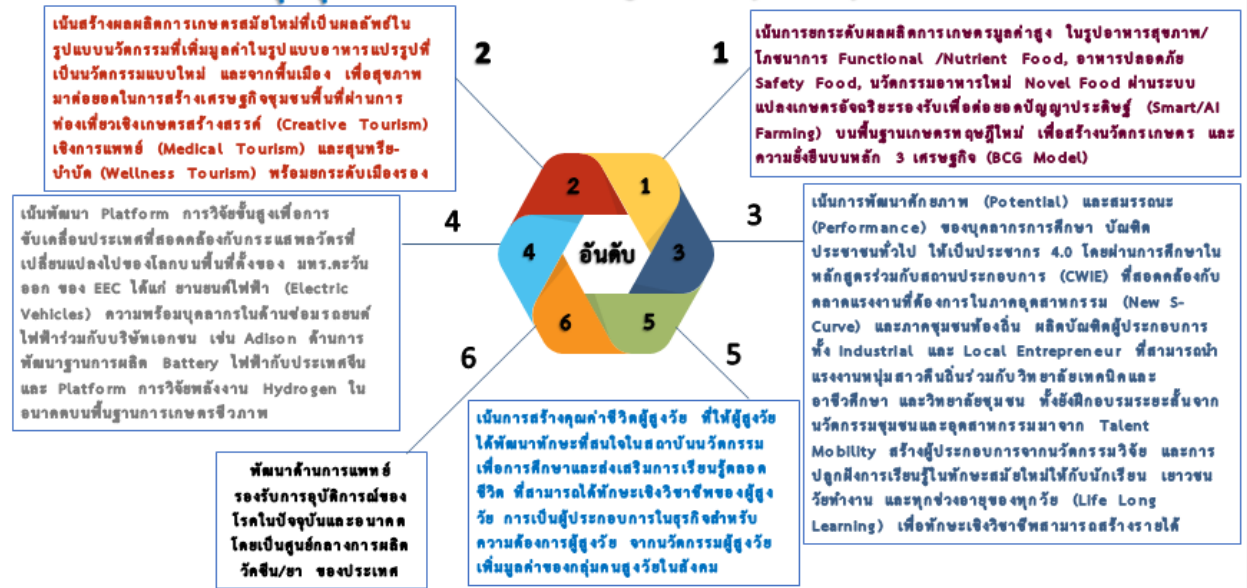 1
เน้นการยกระดับผลผลิตการเกษตรมูลค่าสูง ในรูปอาหารสุขภาพ/
โภชนาการ Functional /Nutrient Food, อาหารปลอดภัย
Safety Food, นวัตกรรมอาหารใหม่ Novel Food ผ่านระบบ
แปลงเกษตรอัจฉริยะรองรับเพื่อต่อยอดปัญญาประดิษฐ์ (Smart/AI
Farming) บนพื้นฐานเกษตรทฤษฎีใหม่ เพื่อสร้างนวัตกรเกษตร และ
ความยั่งยืนบนหลัก 3 เศรษฐกิจ (BCG Model)
2
เน้นสร้างผลผลิตการเกษตรสมัยใหม่ที่เป็นผลลัพธ์ใน
รูปแบบนวัตกรรมที่เพิ่มมูลค่าในรูปแบบอาหารแปรรูปที่
เป็นนวัตกรรมแบบใหม่ และจากพื้นเมือง เพื่อสุขภาพ
มาต่อยอดในการสร้างเศรษฐกิจชุมชนพื้นที่ผ่านการ
ท่องเที่ยวเชิงเกษตรสร้างสรรค์ (Creative Tourism)
เชิงการแพทย์ (Medical Tourism) และสุนทรีย-
บำบัด (Wellness Tourism) พร้อมยกระดับเมืองรอง
3
เน้นการพัฒนาศักยภาพ (Potential) และสมรรถนะ
(Performance) ของบุคลากรการศึกษา บัณฑิต
ประชาชนทั่วไป ให้เป็นประชากร 4.0 โดยผ่านการศึกษาใน
หลักสูตรร่วมกับสถานประกอบการ (CWIE) ที่สอดคล้องกับ
ตลาดแรงงานที่ต้องการในภาคอุตสาหกรรม (New S-
Curve) และภาคชุมชนท้องถิ่น ผลิตบัณฑิตผู้ประกอบการ
ทั้ง Industrial และ Local Entrepreneur ที่สามารถนำ
แรงงานหนุ่มสาวคืนถิ่นร่วมกับวิทยาลัยเทคนิคและ
อาชีวศึกษา และวิทยาลัยชุมชน ทั้งยังฝึกอบรมระยะสั้นจาก
นวัตกรรมชุมชนและอุตสาหกรรมมาจาก Talent
Mobility สร้างผู้ประกอบการจากนวัตกรรมวิจัย และการ
ปลูกฝังการเรียนรู้ในทักษะสมัยใหม่ให้กับนักเรียน เยาวชน
วัยทำงาน และทุกช่วงอายุของทุกวัย (Life Long
Learning) เพื่อทักษะเชิงวิชาชีพสามารถสร้างรายได้
4
เน้นพัฒนา Platform การวิจัยขั้นสูงเพื่อการ
ขับเคลื่อนประเทศที่สอดคล้องกับกระแสพลวัตรที่
เปลี่ยนแปลงไปของโลกบนพื้นที่ตั้งของ มทร.ตะวัน
ออก ของ EEC ได้แก่ ยานยนต์ไฟฟ้า (Electric
Vehicles) ความพร้อมบุคลากรในด้านซ่อมรถยนต์
ไฟฟ้าร่วมกับบริษัทเอกชน เช่น Adison ด้านการ
พัฒนาฐานการผลิต Battery ไฟฟ้ากับประเทศจีน
และ Platform การวิจัยพลังงาน Hydrogen ใน
อนาคตบนพื้นฐานการเกษตรชีวภาพ
5
เน้นการสร้างคุณค่าชีวิตผู้สูงวัย ที่ให้ผู้สูงวัย
ได้พัฒนาทักษะที่สนใจในสถาบันนวัตกรรม
เพื่อการศึกษาและส่งเสริมการเรียนรู้ตลอด
ชีวิต ที่สามารถได้ทักษะเชิงวิชาชีพของผู้สูง
วัย การเป็นผู้ประกอบการในธุรกิจสำหรับ
ความต้องการผู้สูงวัย จากนวัตกรรมผู้สูงวัย
เพิ่มมูลค่าของกลุ่มคนสูงวัยในสังคม
6
พัฒนาด้านการแพทย์
รองรับการอุบัติการณ์ของ
โรคในปัจจุบันและอนาคต
โดยเป็นศูนย์กลางการผลิต
วัคซีน/ยา ของประเทศ
2 1
4 อันดับ 3
6 5